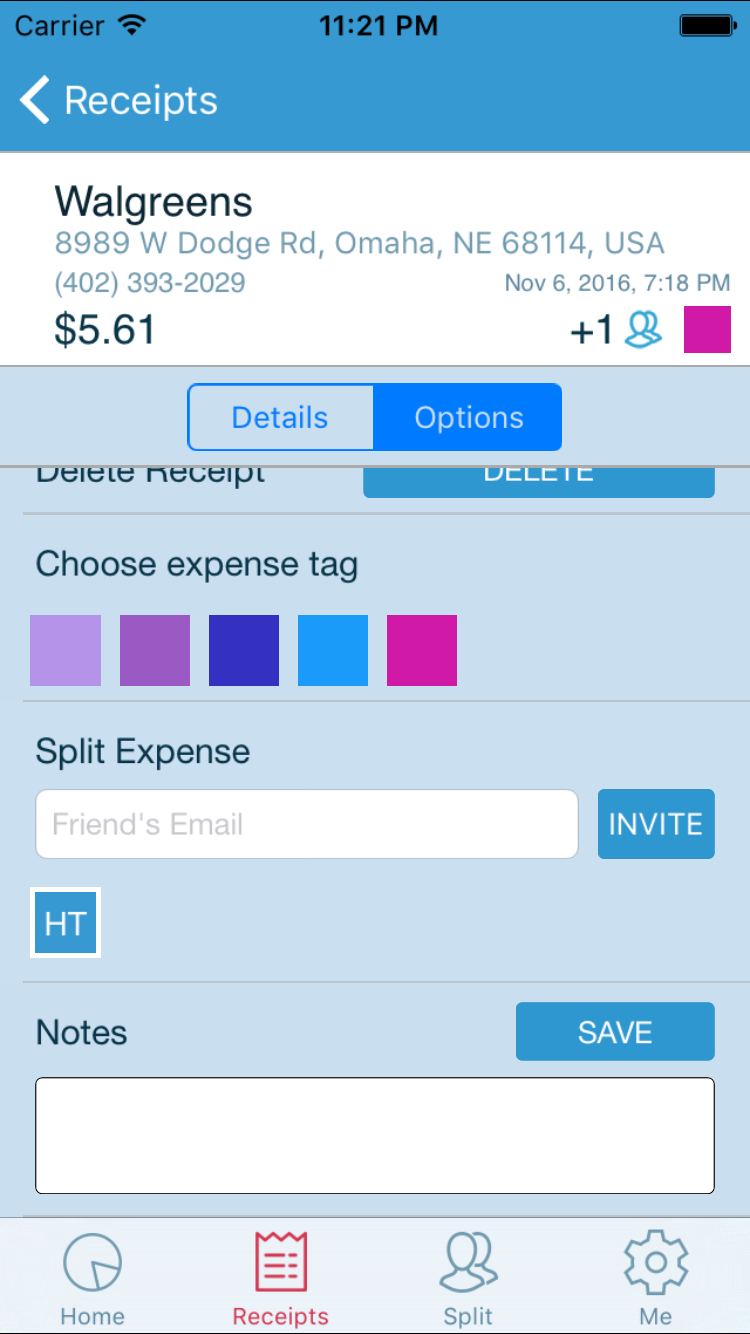 Carrier 11:21 PM
Receipts
Walgreens
8989 W Dodge Rd, Omaha, NE 68114, USA
(402) 393-2029 Nov 6, 2016, 7:18 PM
$5.61 +1
Details Options
Delete Receipt DELETE
Choose expense tag
Split Expense
Friend's Email INVITE
HT
Notes SAVE
Home Receipts Split Me